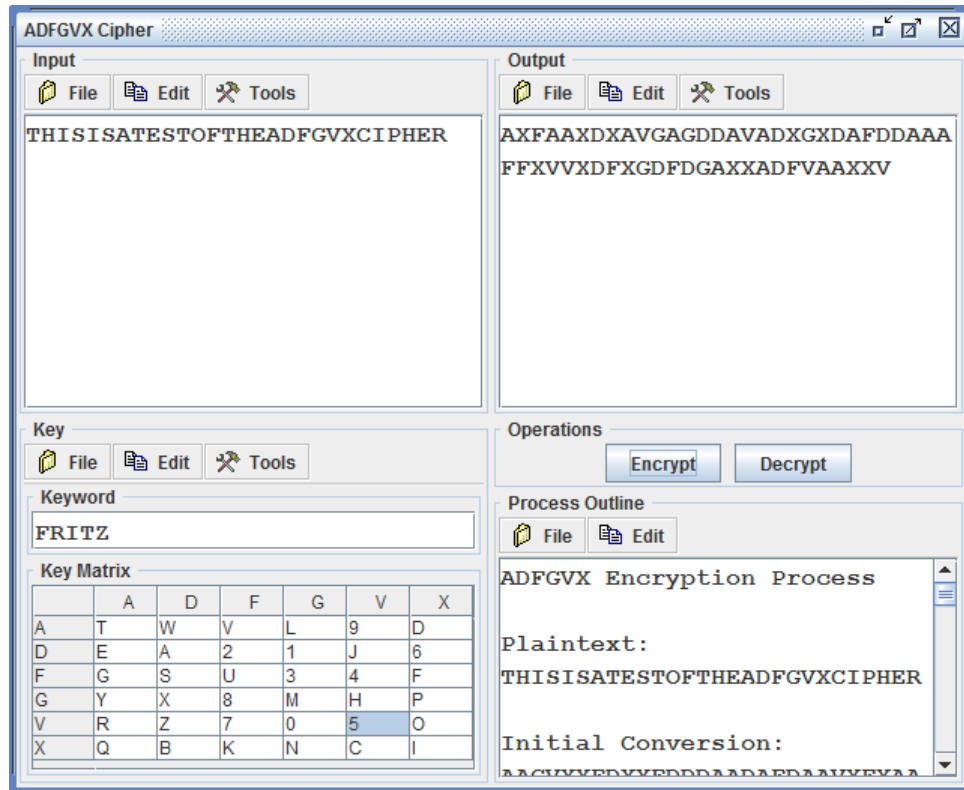 ADFGVX Cipher
Input
File Edit Tools
THISISATESTOFTHEADFGVXCIPHER
Output
File Edit Tools
AXFAAXDXAVGAGDDAVADXGXDAFDDAAA
FFXVVXDFXGDFDGAXXADFVAAXXV
Key
File Edit Tools
Keyword
FRITZ
Key Matrix
A D F G V X
A T W V L 9 D
D E A 2 1 J 6
F G S U 3 4 F
G Y X 8 M H P
V R Z 7 0 5 O
X Q B K N C I
Operations
Encrypt Decrypt
Process Outline
File Edit
ADFGVX Encryption Process
Plaintext:
THISISATESTOFTHEADFGVXCIPHER
Initial Conversion: